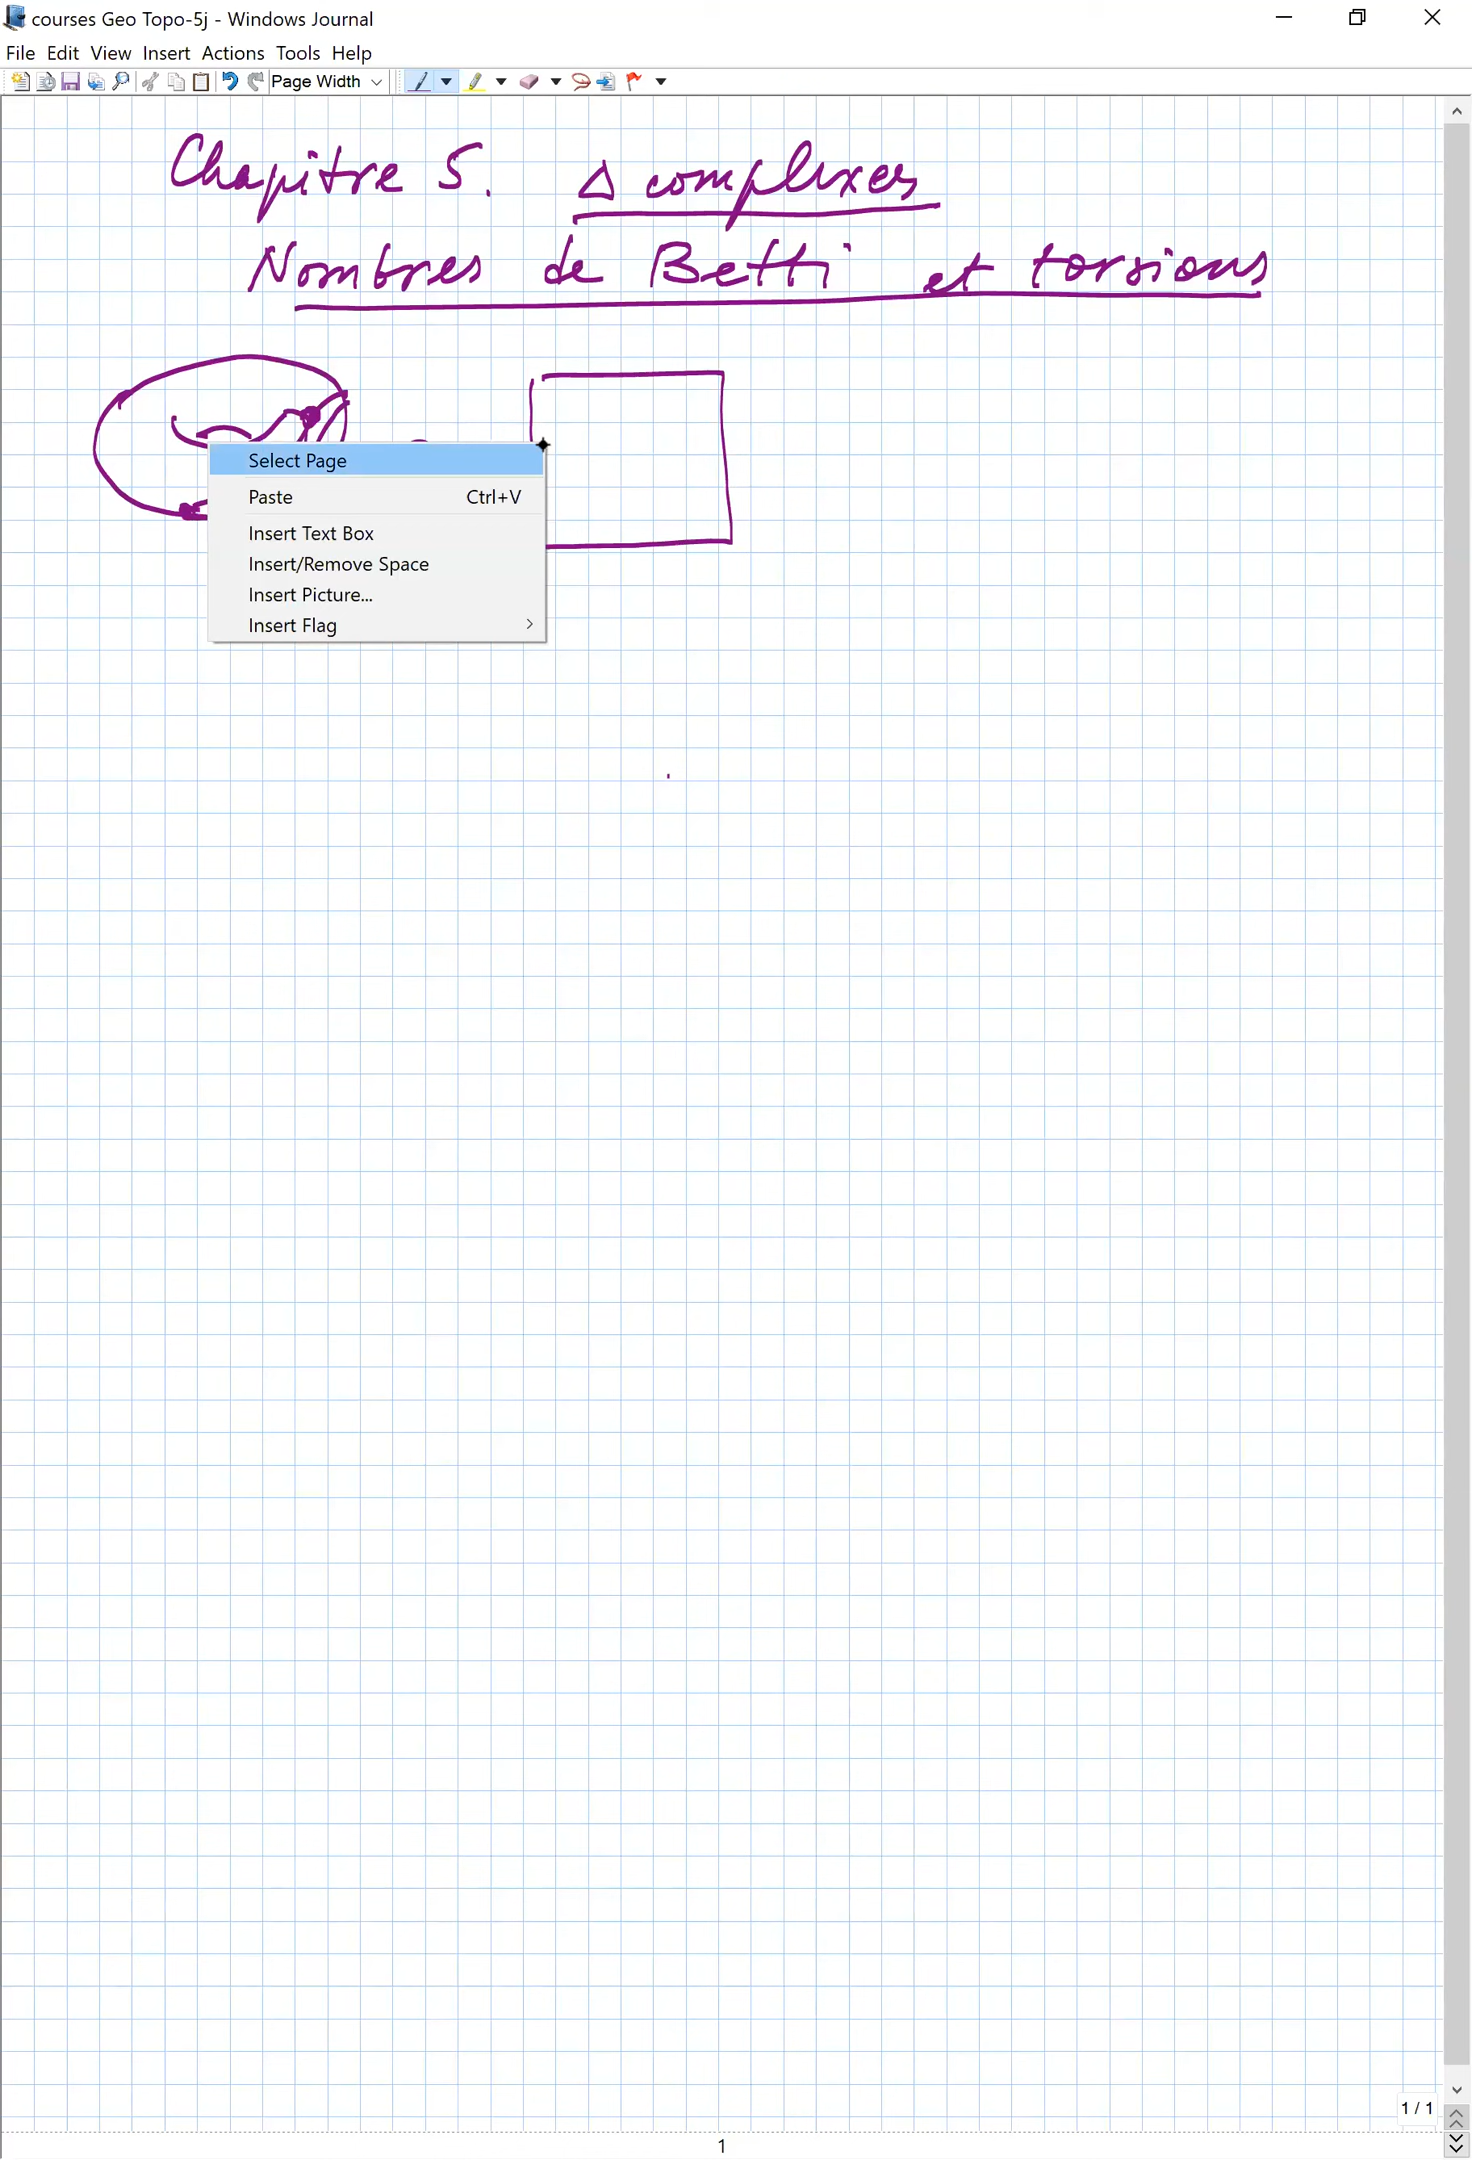 courses Geo Topo-5j - Windows Journal
File Edit View Insert Actions Tools Help
Page Width
Chapitre 5. Δ complexes
Nombres de Betti et torsions
Select Page
Paste Ctrl+V
Insert Text Box
Insert/Remove Space
Insert Picture...
Insert Flag
1 / 1
1